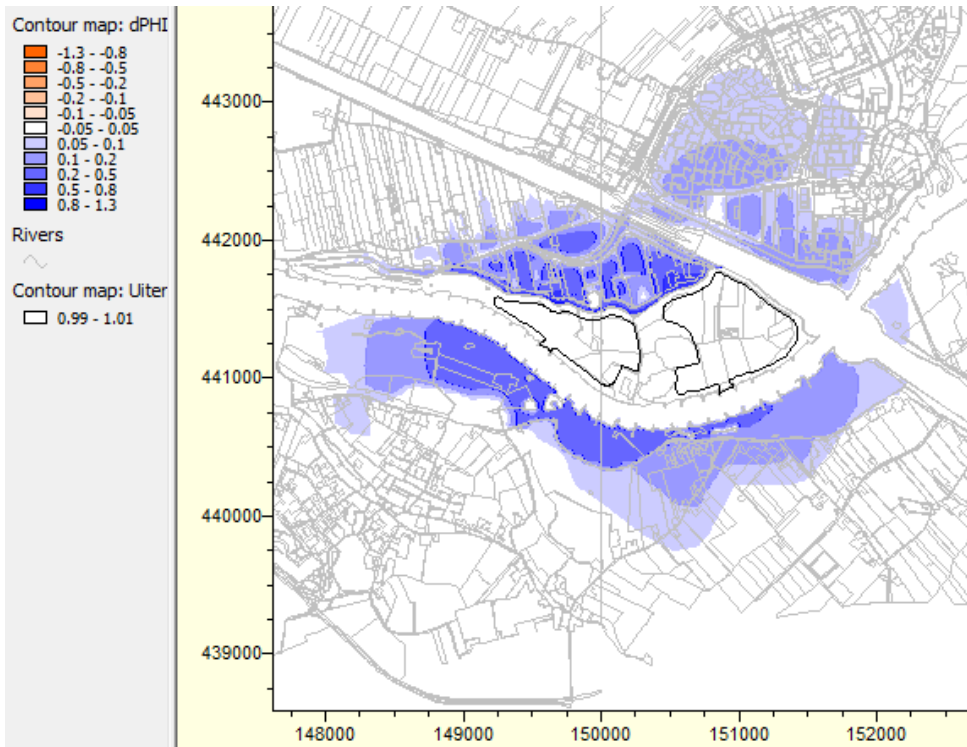 Contour map: dPHI
-1.3 - -0.8
-0.8 - -0.5
-0.5 - -0.2
-0.2 - -0.1
-0.1 - -0.05
-0.05 - 0.05
0.05 - 0.1
0.1 - 0.2
0.2 - 0.5
0.5 - 0.8
0.8 - 1.3
Rivers
Contour map: Uiter
0.99 - 1.01
443000
442000
441000
440000
439000
148000 149000 150000 151000 152000